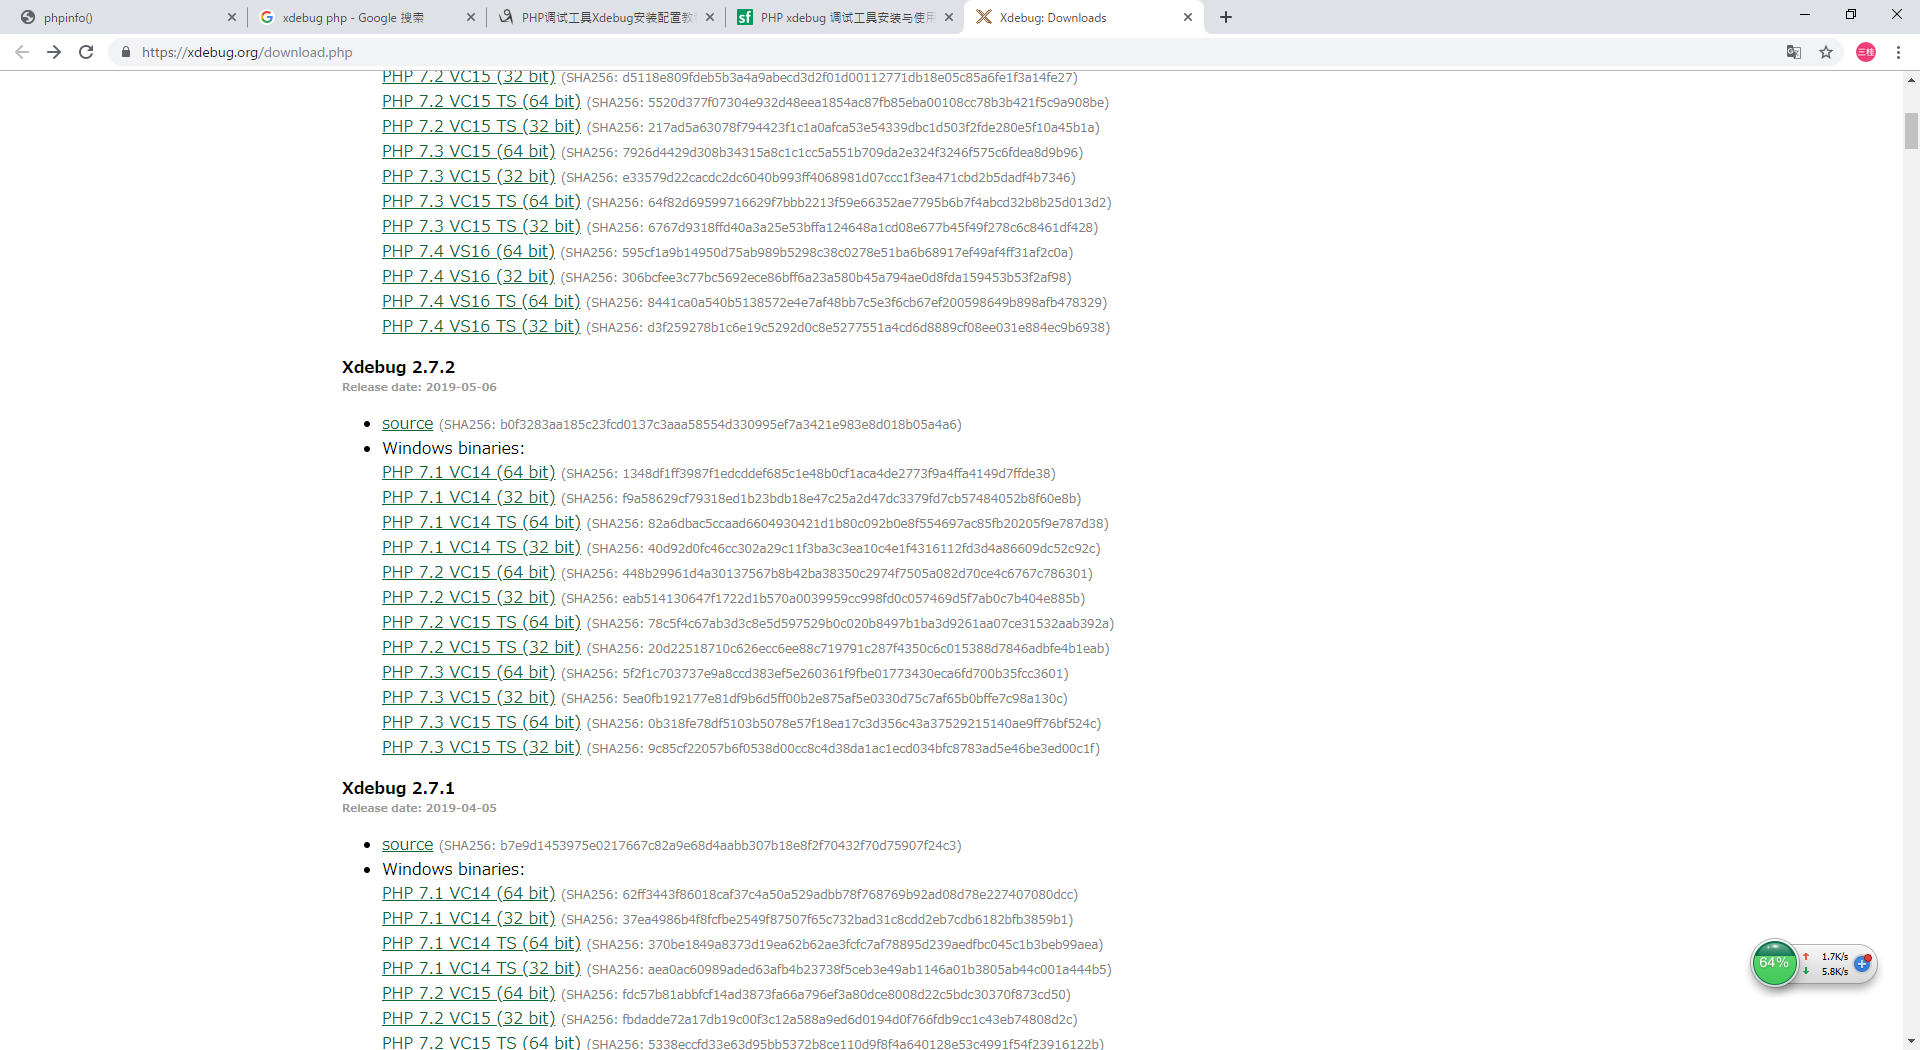 phpinfo()
xdebug php - Google 搜索
PHP调试工具Xdebug安装配置教
PHP xdebug 调试工具安装与使用
Xdebug: Downloads
https://xdebug.org/download.php
三桂
PHP 7.2 VC15 (32 bit) (SHA256: d5118e809fdeb5b3a4a9abecd3d2f01d00112771db18e05c85a6fe1f3a14fe27)
PHP 7.2 VC15 TS (64 bit) (SHA256: 5520d377f07304e932d48eea1854ac87fb85eba00108cc78b3b421f5c9a908be)
PHP 7.2 VC15 TS (32 bit) (SHA256: 217ad5a63078f794423f1c1a0afca53e54339dbc1d503f2fde280e5f10a45b1a)
PHP 7.3 VC15 (64 bit) (SHA256: 7926d4429d308b34315a8c1c1cc5a551b709da2e324f3246f575c6fdea8d9b96)
PHP 7.3 VC15 (32 bit) (SHA256: e33579d22cacdc2dc6040b993ff4068981d07ccc1f3ea471cbd2b5dadf4b7346)
PHP 7.3 VC15 TS (64 bit) (SHA256: 64f82d69599716629f7bbb2213f59e66352ae7795b6b7f4abcd32b8b25d013d2)
PHP 7.3 VC15 TS (32 bit) (SHA256: 6767d9318ffd40a3a25e53bffa124648a1cd08e677b45f49f278c6c8461df428)
PHP 7.4 VS16 (64 bit) (SHA256: 595cf1a9b14950d75ab989b5298c38c0278e51ba6b68917ef49af4ff31af2c0a)
PHP 7.4 VS16 (32 bit) (SHA256: 306bcfee3c77bc5692ece86bff6a23a580b45a794ae0d8fda159453b53f2af98)
PHP 7.4 VS16 TS (64 bit) (SHA256: 8441ca0a540b5138572e4e7af48bb7c5e3f6cb67ef200598649b898afb478329)
PHP 7.4 VS16 TS (32 bit) (SHA256: d3f259278b1c6e19c5292d0c8e5277551a4cd6d8889cf08ee031e884ec9b6938)
Xdebug 2.7.2
Release date: 2019-05-06
source (SHA256: b0f3283aa185c23fcd0137c3aaa58554d330995ef7a3421e983e8d018b05a4a6)
Windows binaries:
PHP 7.1 VC14 (64 bit) (SHA256: 1348df1ff3987f1edcddef685c1e48b0cf1aca4de2773f9a4ffa4149d7ffde38)
PHP 7.1 VC14 (32 bit) (SHA256: f9a58629cf79318ed1b23bdb18e47c25a2d47dc3379fd7cb57484052b8f60e8b)
PHP 7.1 VC14 TS (64 bit) (SHA256: 82a6dbac5ccaad6604930421d1b80c092b0e8f554697ac85fb20205f9e787d38)
PHP 7.1 VC14 TS (32 bit) (SHA256: 40d92d0fc46cc302a29c11f3ba3c3ea10c4e1f4316112fd3d4a86609dc52c92c)
PHP 7.2 VC15 (64 bit) (SHA256: 448b29961d4a30137567b8b42ba38350c2974f7505a082d70ce4c6767c786301)
PHP 7.2 VC15 (32 bit) (SHA256: eab514130647f1722d1b570a0039959cc998fd0c057469d5f7ab0c7b404e885b)
PHP 7.2 VC15 TS (64 bit) (SHA256: 78c5f4c67ab3d3c8e5d597529b0c020b8497b1ba3d9261aa07ce31532aab392a)
PHP 7.2 VC15 TS (32 bit) (SHA256: 20d22518710c626ecc6ee88c719791c287f4350c6c015388d7846adbfe4b1eab)
PHP 7.3 VC15 (64 bit) (SHA256: 5f2f1c703737e9a8ccd383ef5e260361f9fbe01773430eca6fd700b35fcc3601)
PHP 7.3 VC15 (32 bit) (SHA256: 5ea0fb192177e81df9b6d5ff00b2e875af5e0330d75c7af65b0bffe7c98a130c)
PHP 7.3 VC15 TS (64 bit) (SHA256: 0b318fe78df5103b5078e57f18ea17c3d356c43a37529215140ae9ff76bf524c)
PHP 7.3 VC15 TS (32 bit) (SHA256: 9c85cf22057b6f0538d00cc8c4d38da1ac1ecd034bfc8783ad5e46be3ed00c1f)
Xdebug 2.7.1
Release date: 2019-04-05
source (SHA256: b7e9d1453975e0217667c82a9e68d4aabb307b18e8f2f70432f70d75907f24c3)
Windows binaries:
PHP 7.1 VC14 (64 bit) (SHA256: 62ff3443f86018caf37c4a50a529adbb78f768769b92ad08d78e227407080dcc)
PHP 7.1 VC14 (32 bit) (SHA256: 37ea4986b4f8fcfbe2549f87507f65c732bad31c8cdd2eb7cdb6182bfb3859b1)
PHP 7.1 VC14 TS (64 bit) (SHA256: 370be1849a8373d19ea62b62ae3fcfc7af78895d239aedfbc045c1b3beb99aea)
PHP 7.1 VC14 TS (32 bit) (SHA256: aea0ac60989aded63afb4b23738f5ceb3e49ab1146a01b3805ab44c001a444b5)
PHP 7.2 VC15 (64 bit) (SHA256: fdc57b81abbfcf14ad3873fa66a796ef3a80dce8008d22c5bdc30370f873cd50)
PHP 7.2 VC15 (32 bit) (SHA256: fbdadde72a17db19c00f3c12a588a9ed6d0194d0f766fdb9cc1c43eb74808d2c)
PHP 7.2 VC15 TS (64 bit) (SHA256: 5338eccfd33e63d95bb5372b8ce110d9f8f4a640128e53c4991f54f23916122b)
64%
1.7K/s
5.8K/s